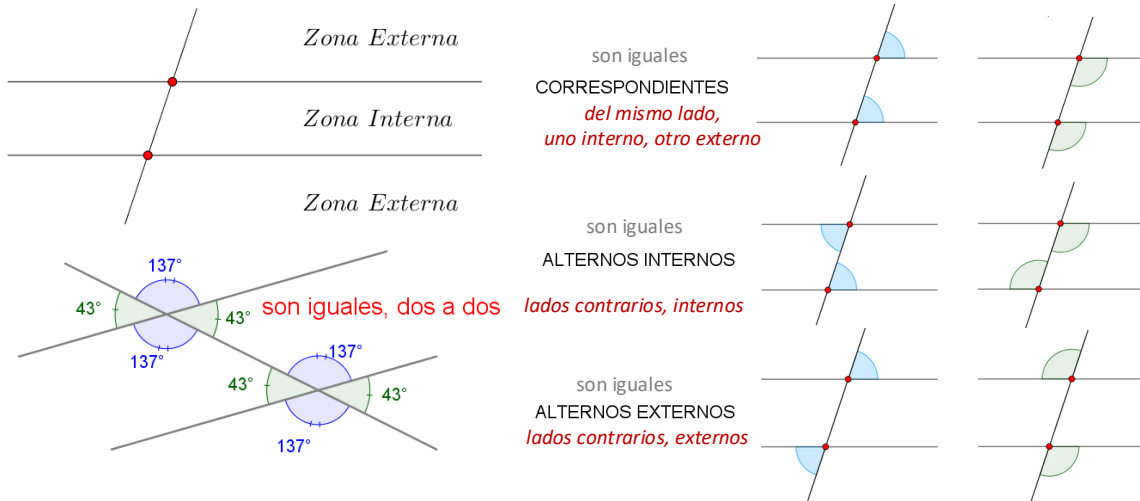 Zona Externa
Zona Interna
Zona Externa
137°
43°
43°
137°
son iguales, dos a dos
137°
43°
43°
137°
son iguales
CORRESPONDIENTES
del mismo lado,
uno interno, otro externo
son iguales
ALTERNOS INTERNOS
lados contrarios, internos
son iguales
ALTERNOS EXTERNOS
lados contrarios, externos